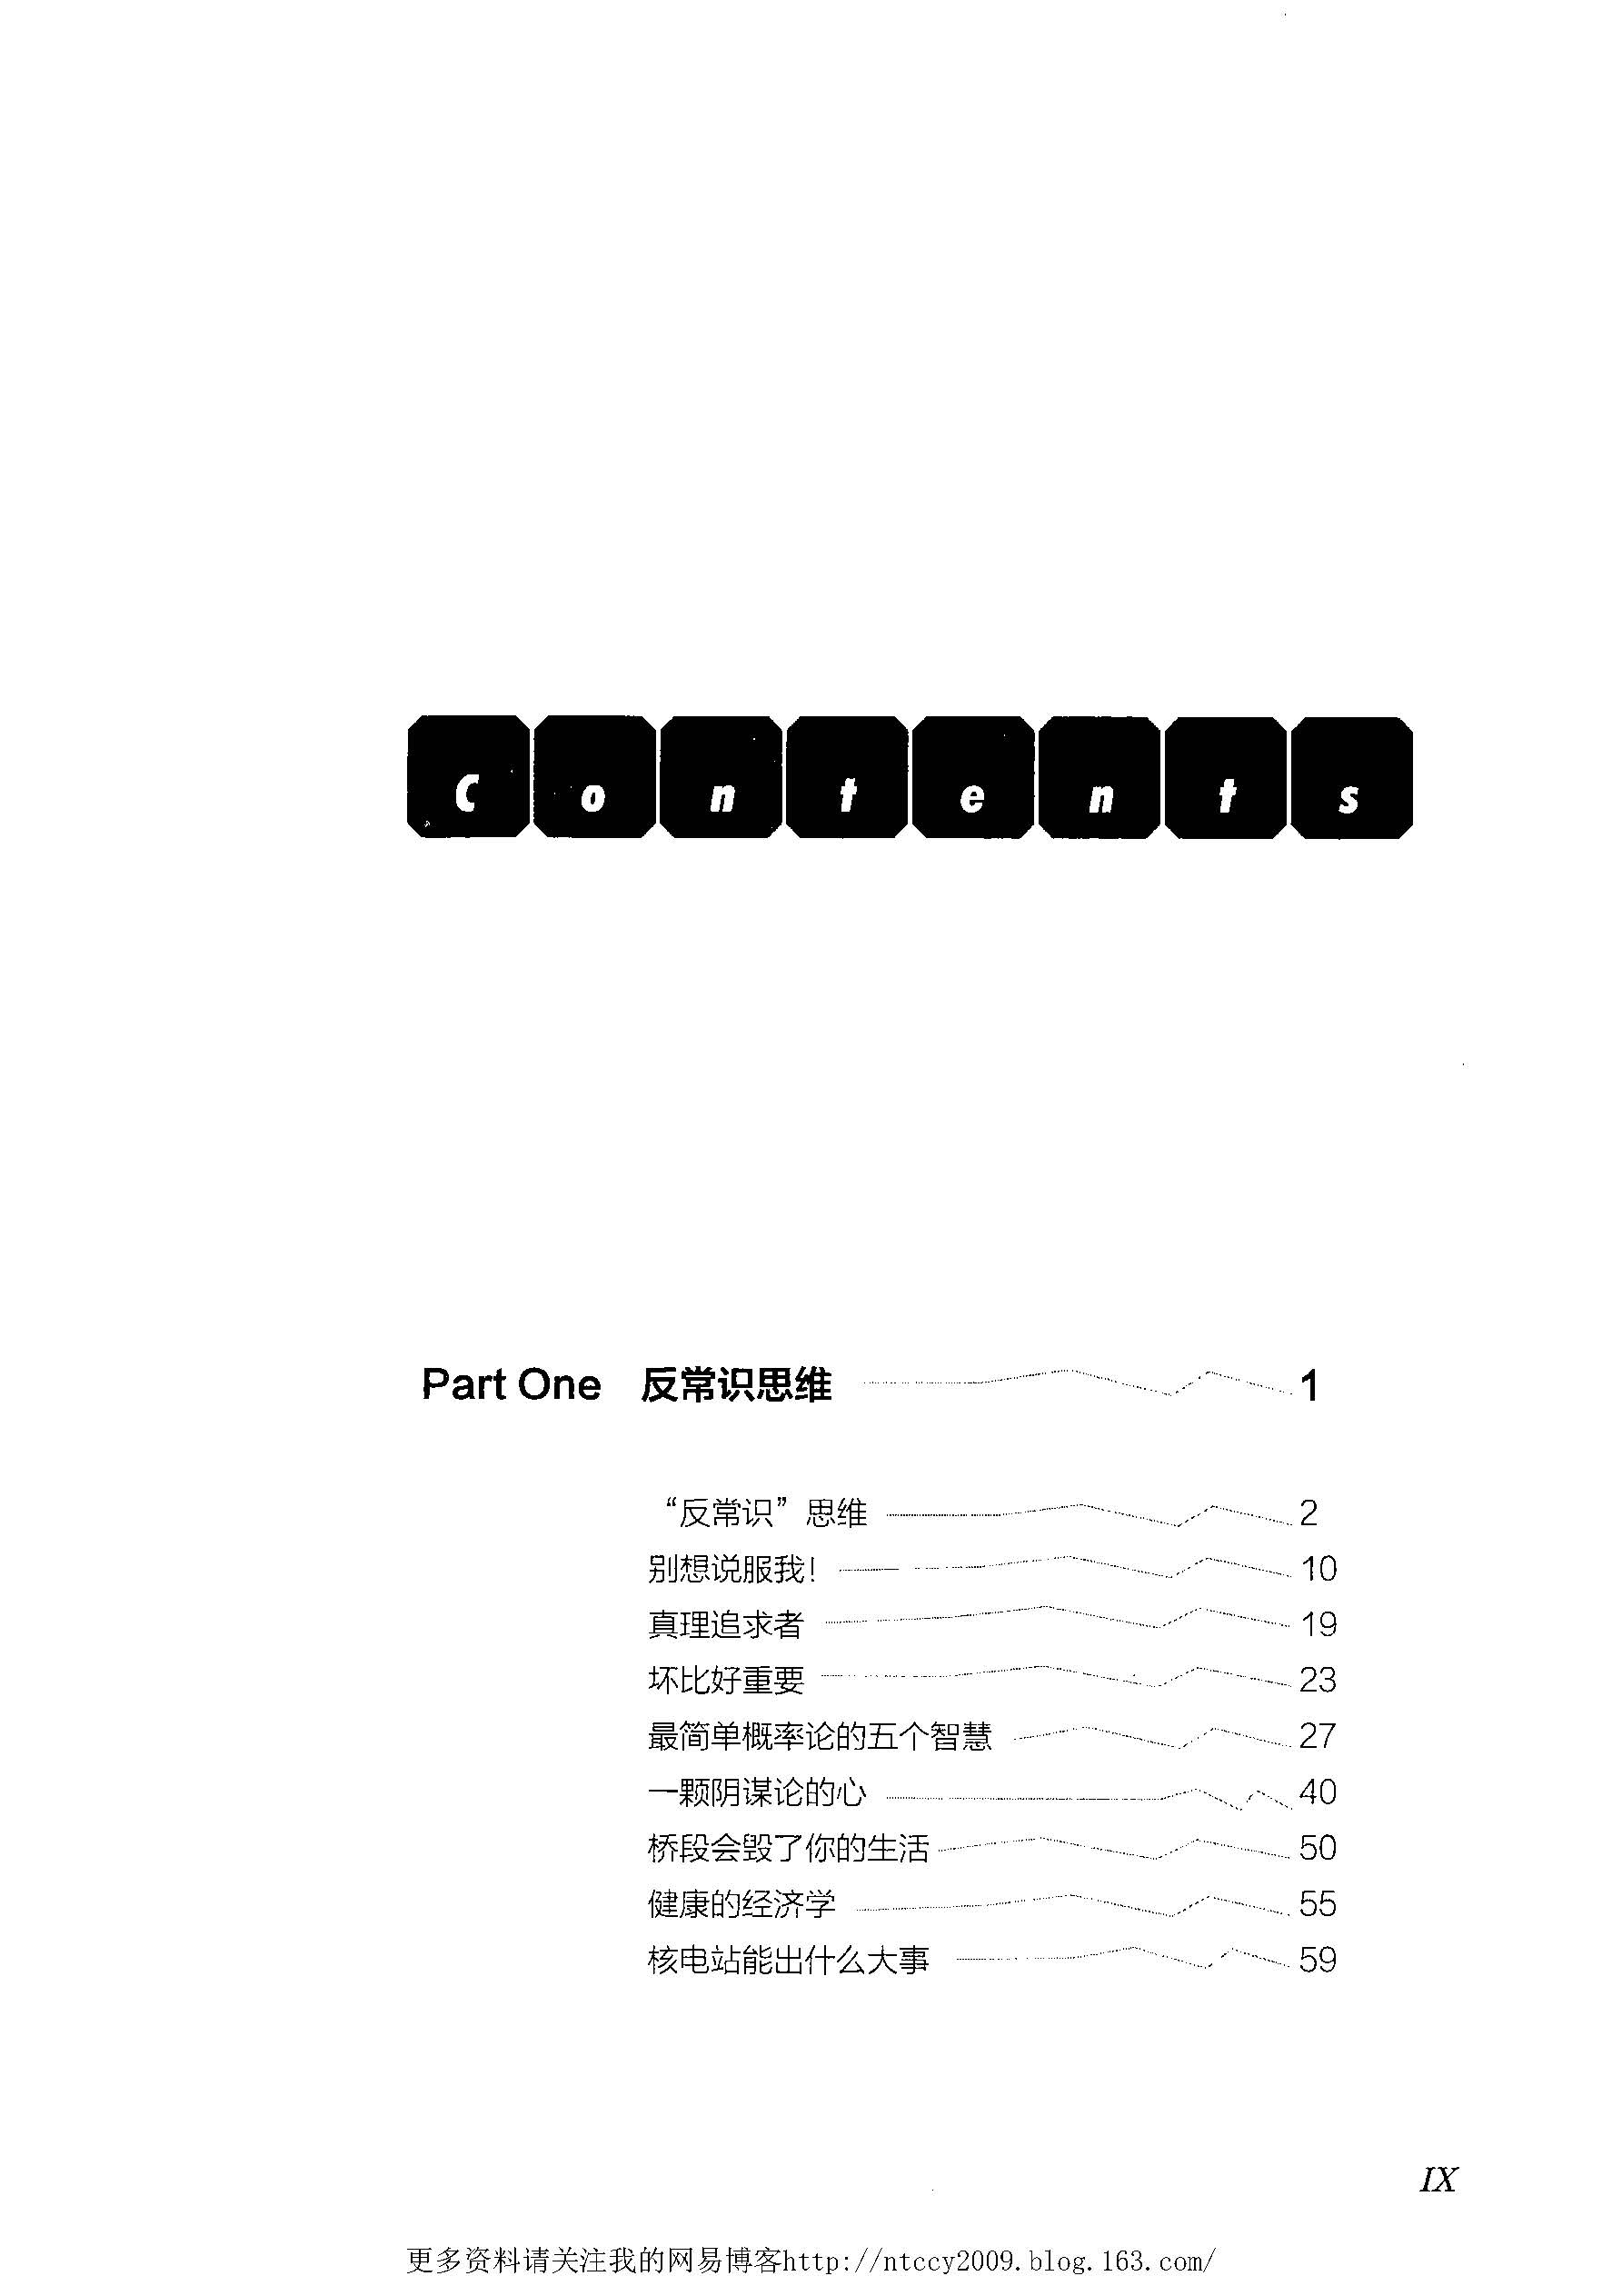 Contents
Part One 反常识思维 1
“反常识”思维 2
别想说服我！ 10
真理追求者 19
坏比好重要 23
最简单概率论的五个智慧 27
一颗阴谋论的心 40
桥段会毁了你的生活 50
健康的经济学 55
核电站能出什么大事 59
IX
更多资料请关注我的网易博客http://ntccy2009.blog.163.com/